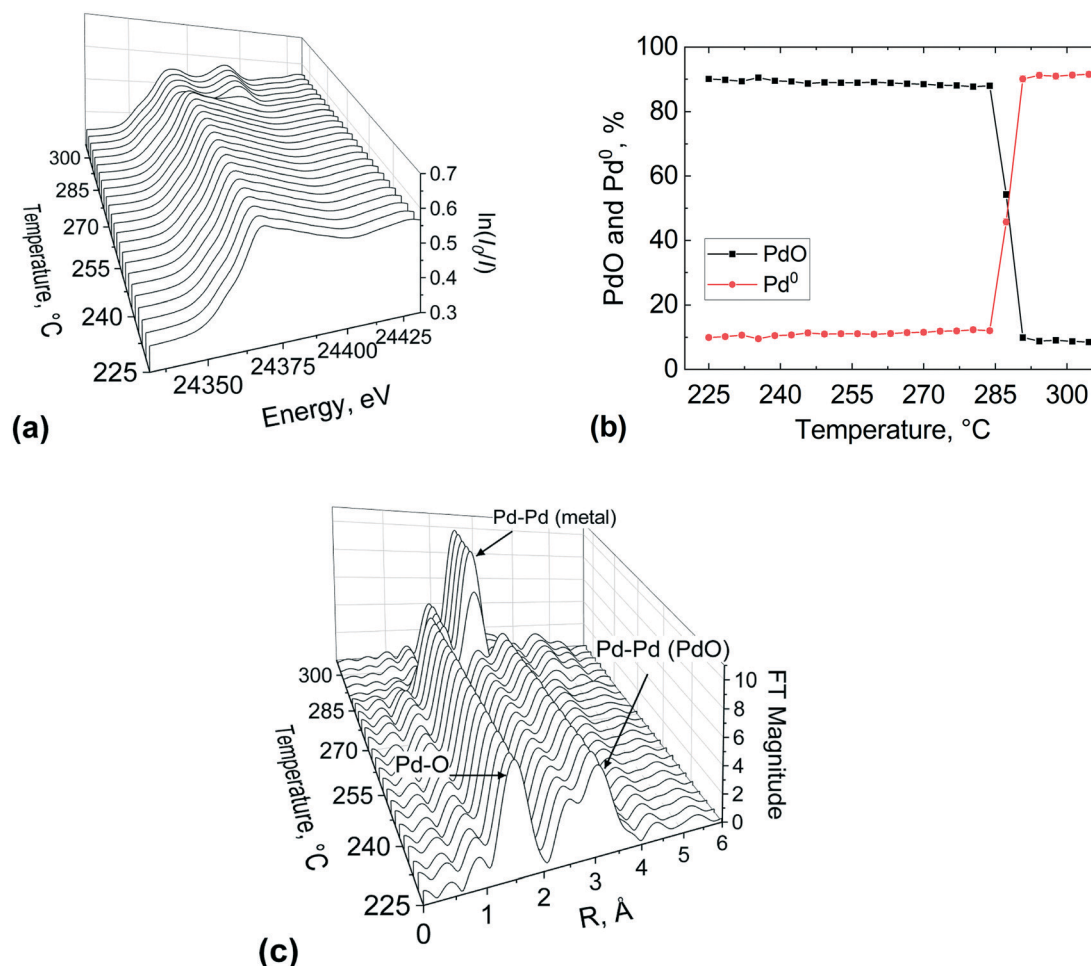 0.7
0.6
0.5
0.4
0.3
ln(I₀/I)
300
285
270
255
240
225
Temperature, °C
24350
24375
24400
24425
Energy, eV
(a)
100
80
60
40
20
0
PdO and Pd⁰, %
PdO
Pd⁰
225 240 255 270 285 300
Temperature, °C
(b)
Pd-Pd (metal)
Pd-Pd (PdO)
Pd-O
10
8
6
4
2
0
FT Magnitude
300
285
270
255
240
225
Temperature, °C
0 1 2 3 4 5 6
R, Å
(c)